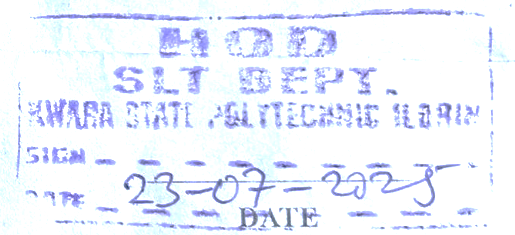 HOD
SLT DEPT.
KWARA STATE POLYTECHNIC ILORIN
SIGN
DATE 23-07-2025
DATE